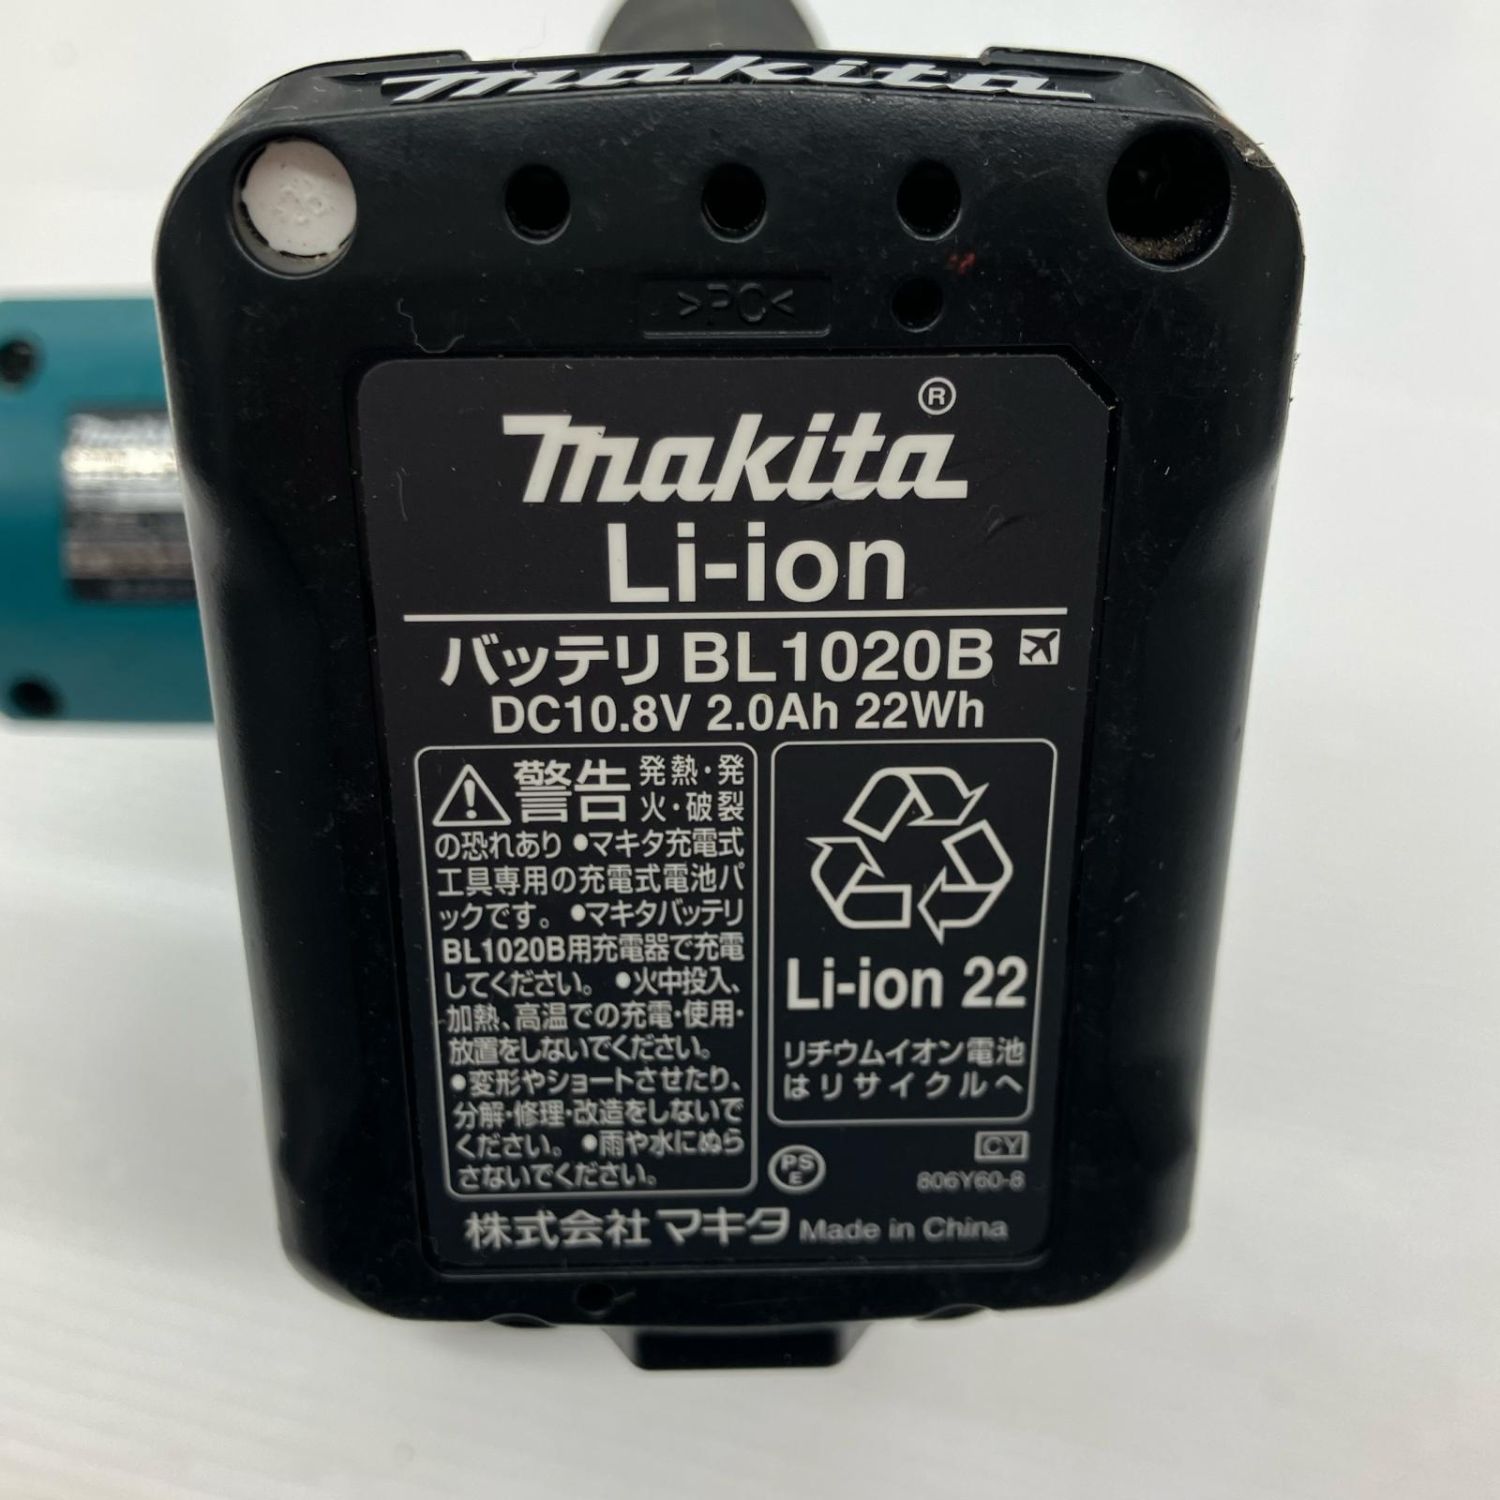 makita
>PC<
makita®
Li-ion
バッテリ BL1020B
DC10.8V 2.0Ah 22Wh
警告 発熱・発
火・破裂
の恐れあり ●マキタ充電式
工具専用の充電式電池パ
ックです。 ●マキタバッテリ
BL1020B用充電器で充電
してください。 ●火中投入、
加熱、高温での充電・使用・
放置をしないでください。
●変形やショートさせたり、
分解・修理・改造をしないで
ください。 ●雨や水にぬら
さないでください。
Li-ion 22
リチウムイオン電池
はリサイクルへ
PS
E
CY
806Y60-8
株式会社 マキタ Made in China